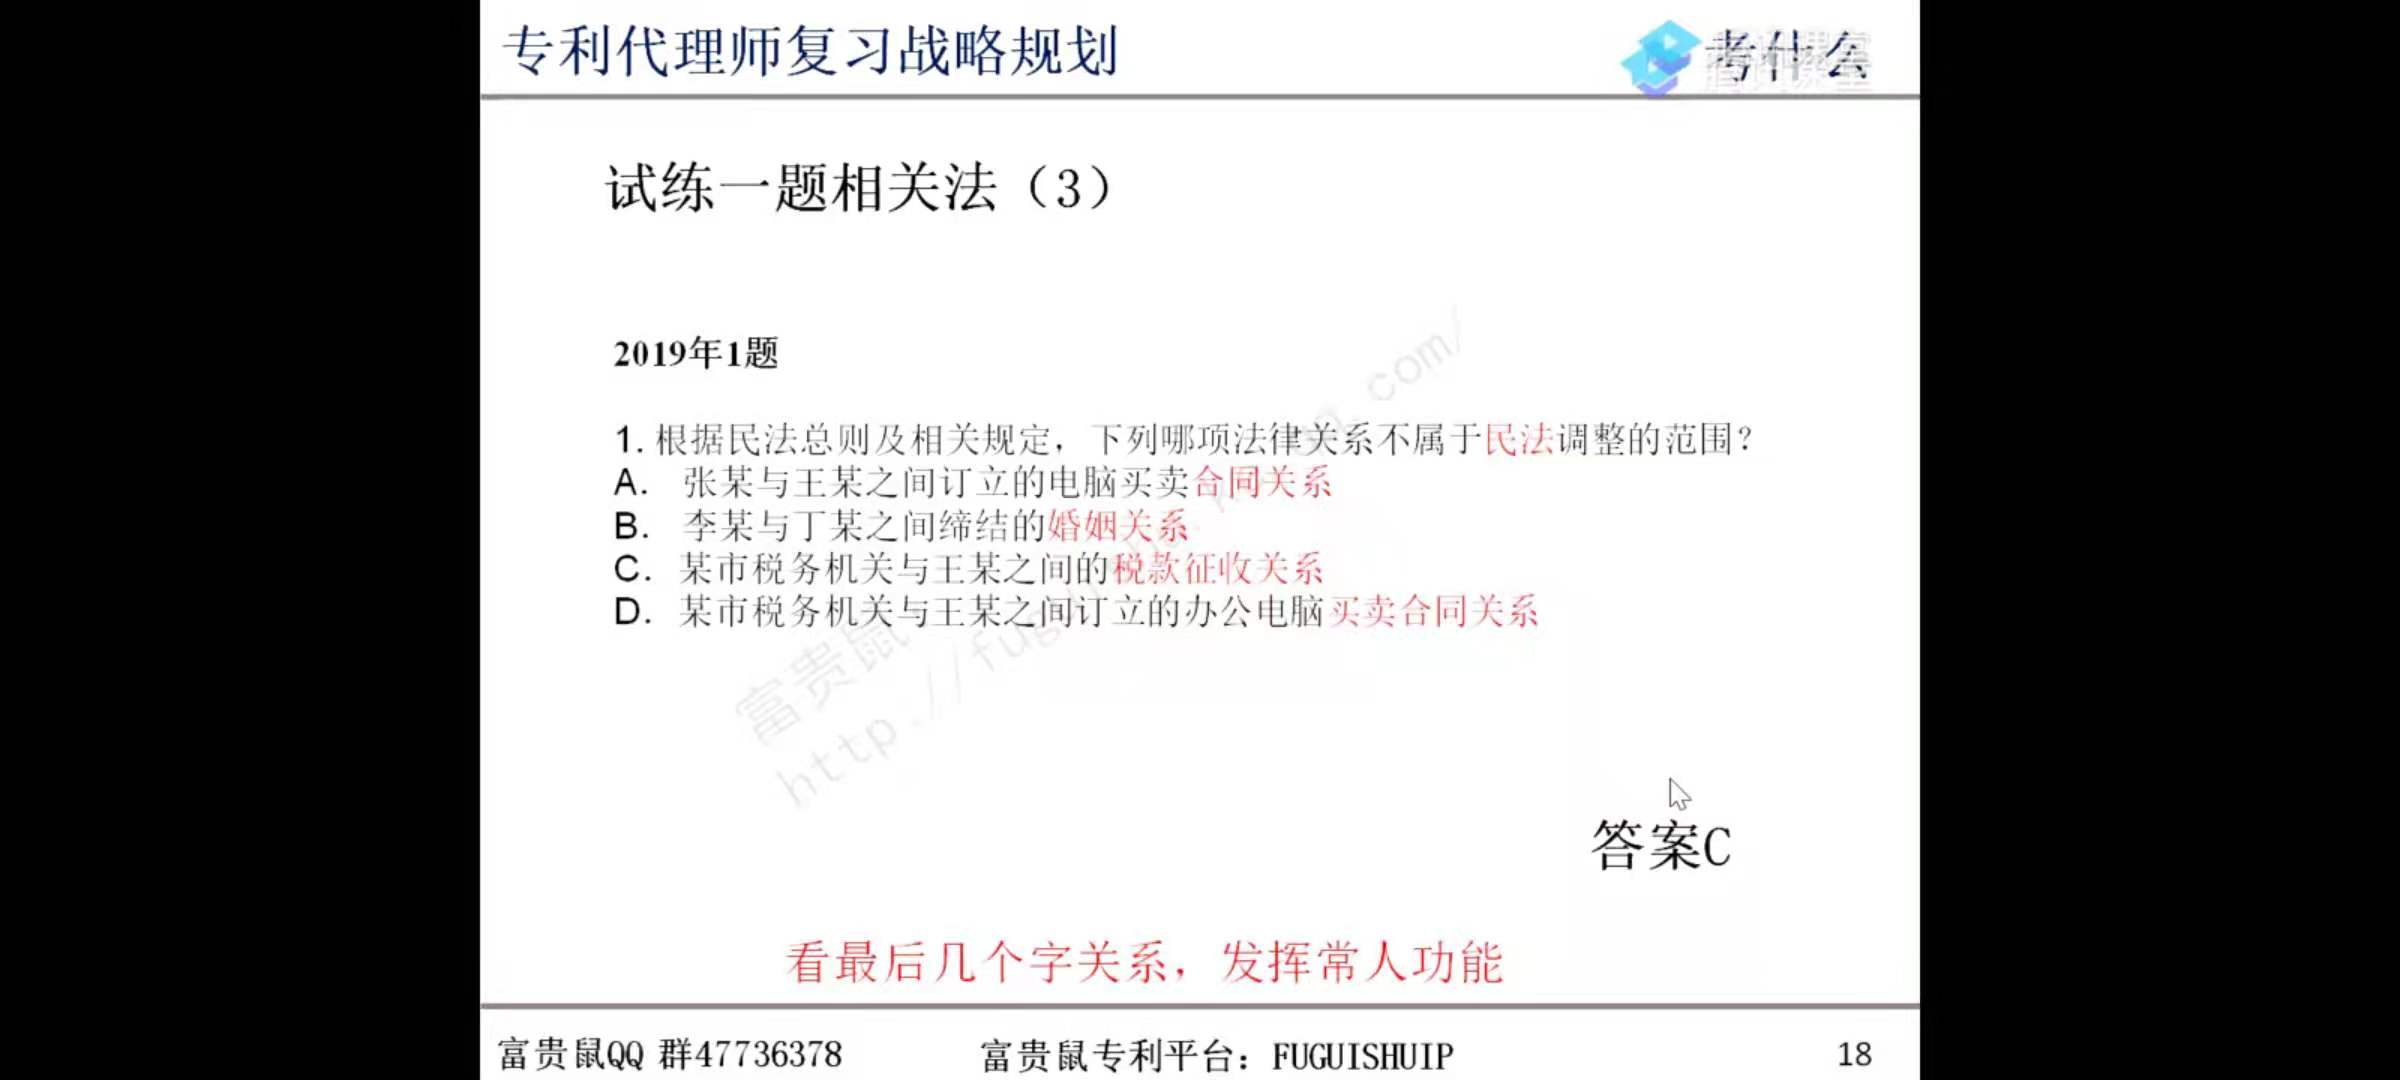 专利代理师复习战略规划
考什么
试练一题相关法（3）
2019年1题
1. 根据民法总则及相关规定，下列哪项法律关系不属于民法调整的范围?
A. 张某与王某之间订立的电脑买卖合同关系
B. 李某与丁某之间缔结的婚姻关系
C. 某市税务机关与王某之间的税款征收关系
D. 某市税务机关与王某之间订立的办公电脑买卖合同关系
富贵鼠
答案C
看最后几个字关系，发挥常人功能
富贵鼠QQ 群47736378
富贵鼠专利平台：FUGUISHUIP
18